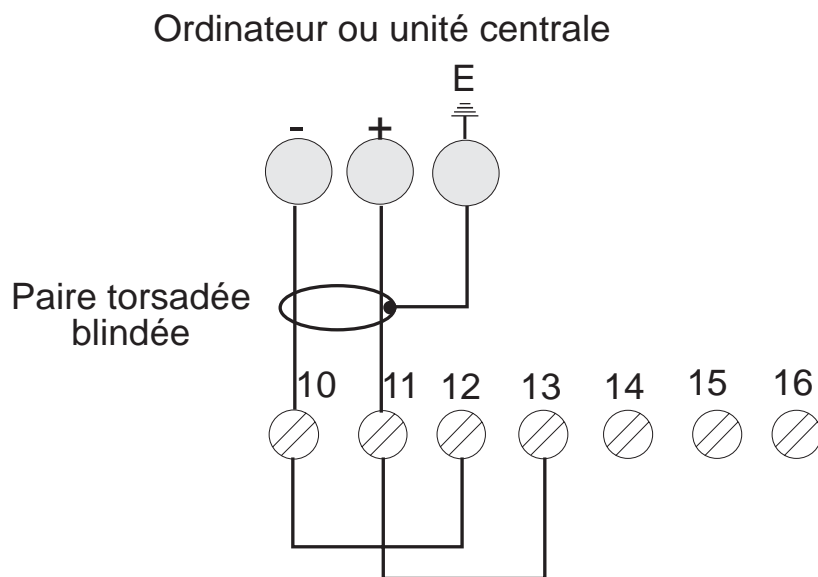 Ordinateur ou unité centrale
E
- +
Paire torsadée
blindée
10 11 12 13 14 15 16